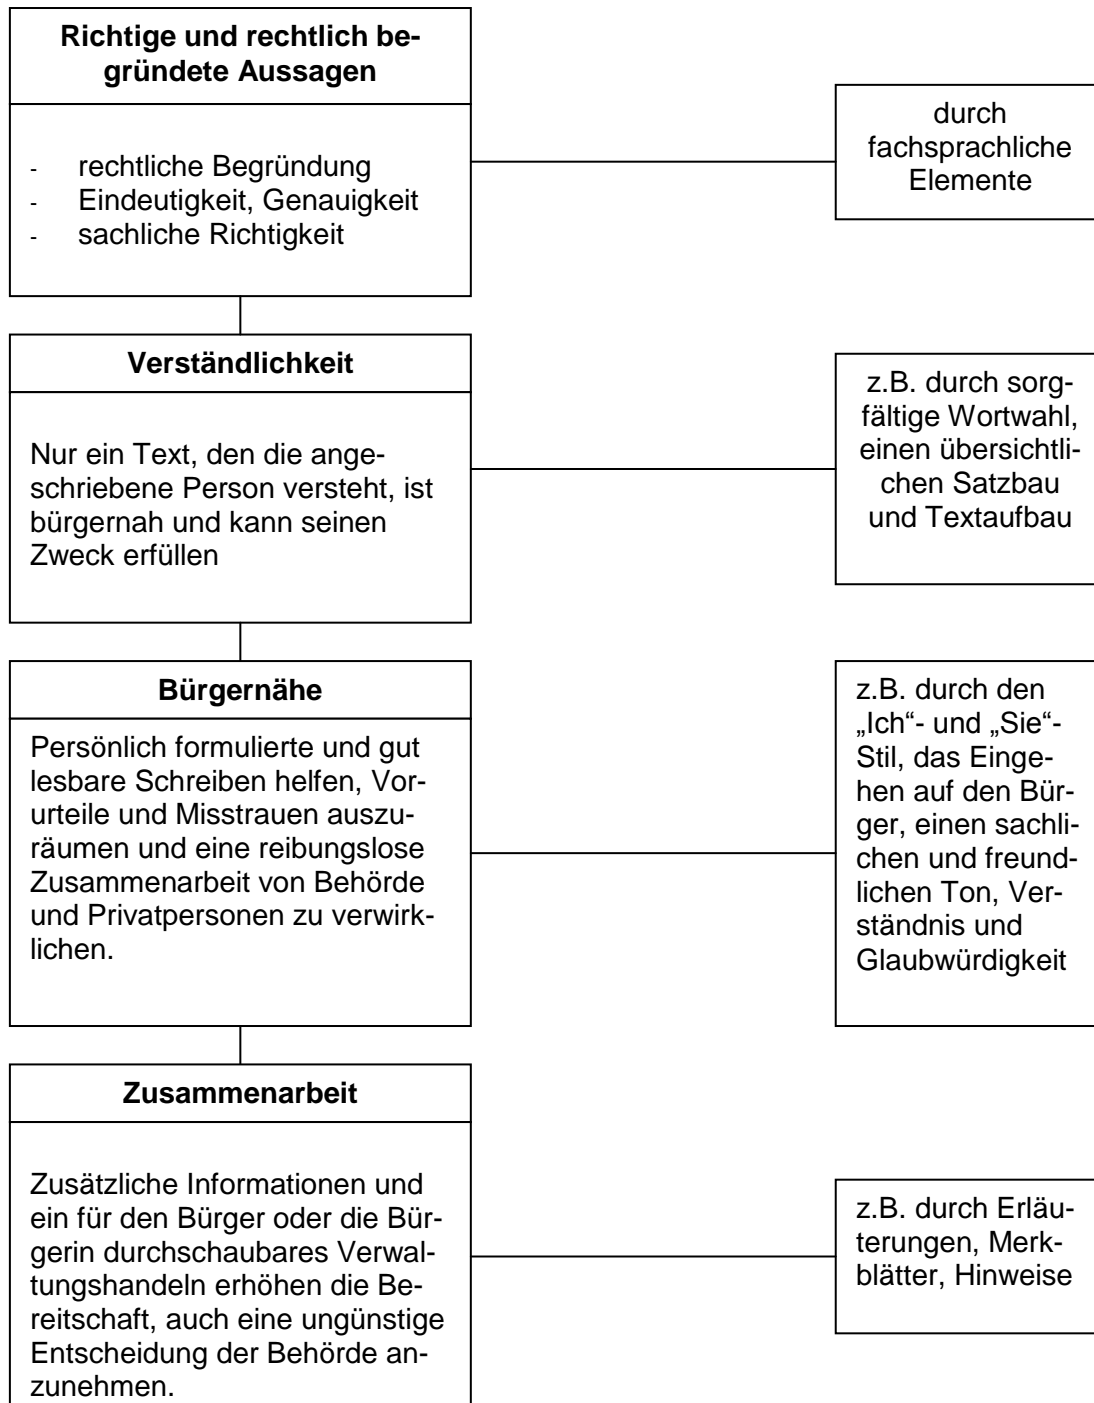 Richtige und rechtlich be-
gründete Aussagen
- rechtliche Begründung
- Eindeutigkeit, Genauigkeit
- sachliche Richtigkeit
durch
fachsprachliche
Elemente
Verständlichkeit
Nur ein Text, den die ange-
schriebene Person versteht, ist
bürgernah und kann seinen
Zweck erfüllen
z.B. durch sorg-
fältige Wortwahl,
einen übersichtli-
chen Satzbau
und Textaufbau
Bürgernähe
Persönlich formulierte und gut
lesbare Schreiben helfen, Vor-
urteile und Misstrauen auszu-
räumen und eine reibungslose
Zusammenarbeit von Behörde
und Privatpersonen zu verwirk-
lichen.
z.B. durch den
„Ich“- und „Sie“-
Stil, das Einge-
hen auf den Bür-
ger, einen sachli-
chen und freund-
lichen Ton, Ver-
ständnis und
Glaubwürdigkeit
Zusammenarbeit
Zusätzliche Informationen und
ein für den Bürger oder die Bür-
gerin durchschaubares Verwal-
tungshandeln erhöhen die Be-
reitschaft, auch eine ungünstige
Entscheidung der Behörde an-
zunehmen.
z.B. durch Erläu-
terungen, Merk-
blätter, Hinweise